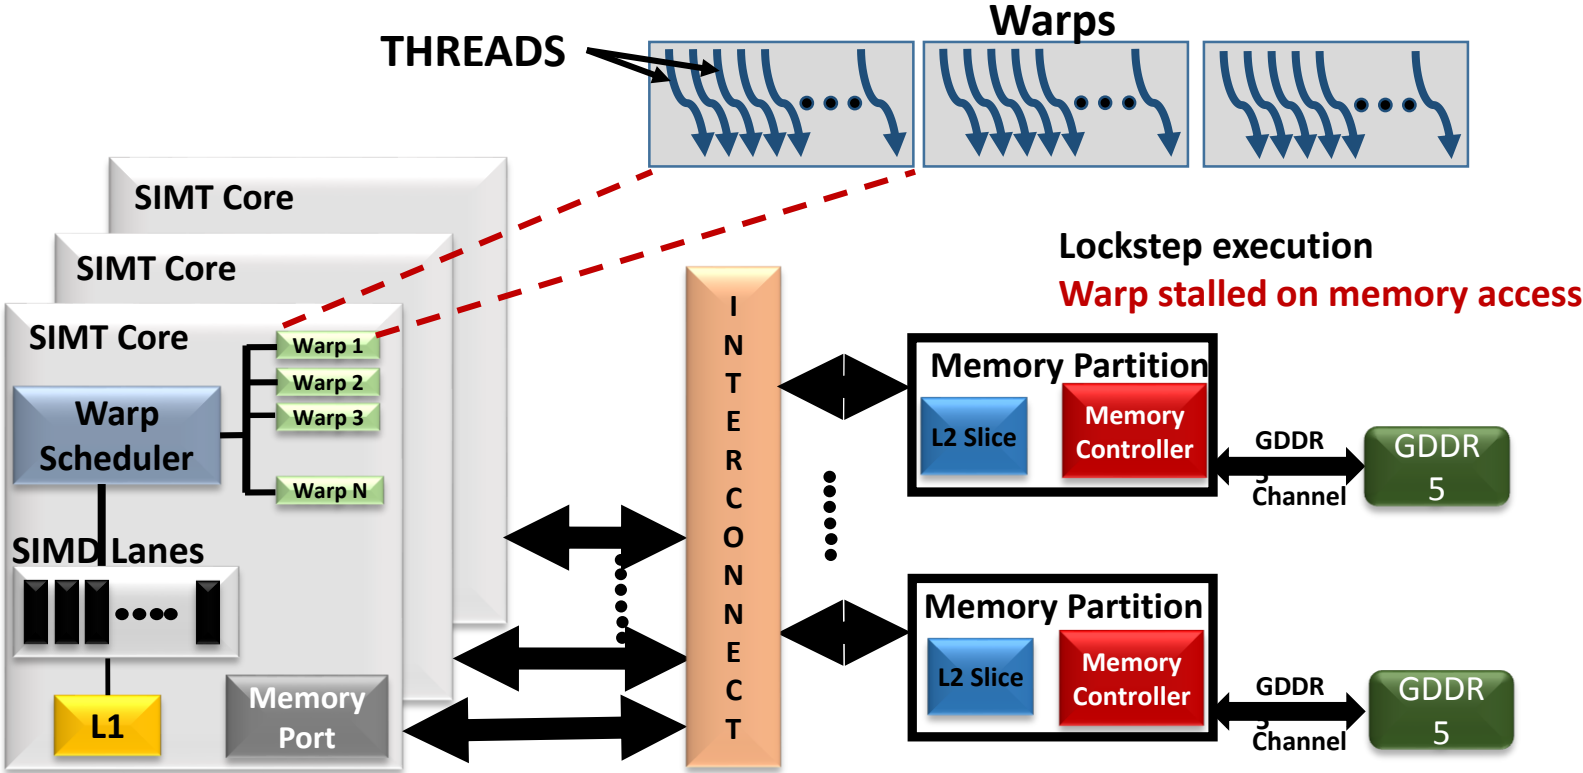 Warps
THREADS
SIMT Core
SIMT Core
SIMT Core
Warp 1
Warp 2
Warp 3
Warp N
Warp
Scheduler
SIMD Lanes
L1
Memory
Port
INTERCONNECT
Lockstep execution
Warp stalled on memory access
Memory Partition
L2 Slice
Memory
Controller
GDDR
Channel
GDDR
5
Memory Partition
L2 Slice
Memory
Controller
GDDR
Channel
GDDR
5